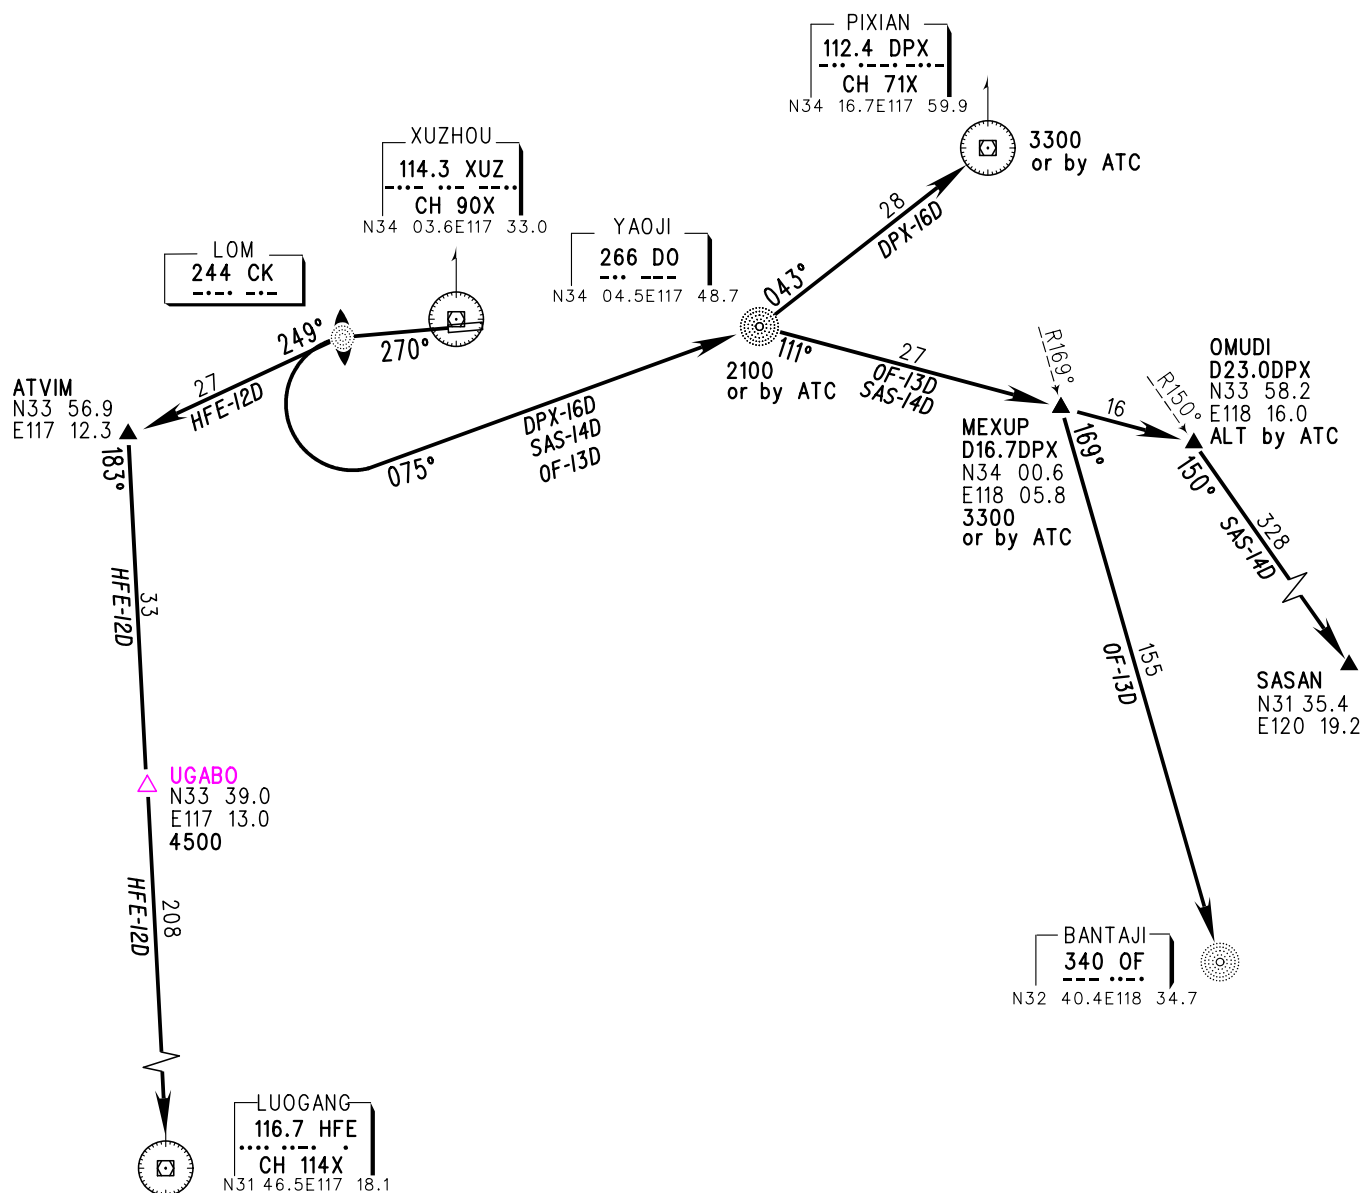 PIXIAN
112.4 DPX
CH 71X
N34 16.7E117 59.9
3300
or by ATC
XUZHOU
114.3 XUZ
CH 90X
N34 03.6E117 33.0
LOM
244 CK
YAOJI
266 DO
N34 04.5E117 48.7
28
DPX-16D
043°
249°
270°
27
HFE-12D
ATVIM
N33 56.9
E117 12.3
183°
075°
DPX-16D
SAS-14D
OF-13D
111°
2100
or by ATC
27
OF-13D
SAS-14D
R169°
MEXUP
D16.7DPX
N34 00.6
E118 05.8
3300
or by ATC
169°
16
R150°
OMUDI
D23.0DPX
N33 58.2
E118 16.0
ALT by ATC
150°
328
SAS-14D
SASAN
N31 35.4
E120 19.2
33
HFE-12D
155
OF-13D
UGABO
N33 39.0
E117 13.0
4500
208
HFE-12D
BANTAJI
340 OF
N32 40.4E118 34.7
LUOGANG
116.7 HFE
CH 114X
N31 46.5E117 18.1